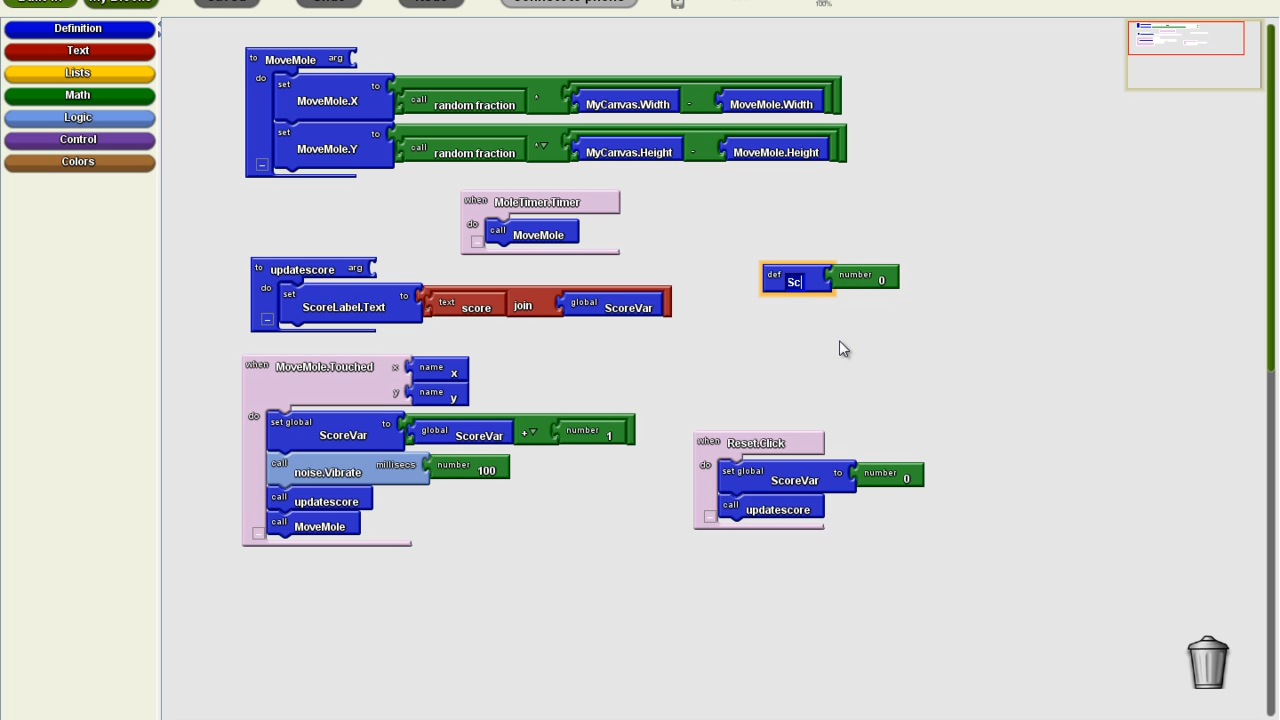 Definition
Text
Lists
Math
Logic
Control
Colors
100%
to MoveMole arg
do set MoveMole.X to call random fraction * MyCanvas.Width - MoveMole.Width
set MoveMole.Y to call random fraction * MyCanvas.Height - MoveMole.Height
when MoleTimer.Timer
do call MoveMole
to updatescore arg
do set ScoreLabel.Text to text score join global ScoreVar
def Sc number 0
when MoveMole.Touched x name x
y name y
do set global ScoreVar to global ScoreVar + number 1
call noise.Vibrate millisecs number 100
call updatescore
call MoveMole
when Reset.Click
do set global ScoreVar to number 0
call updatescore